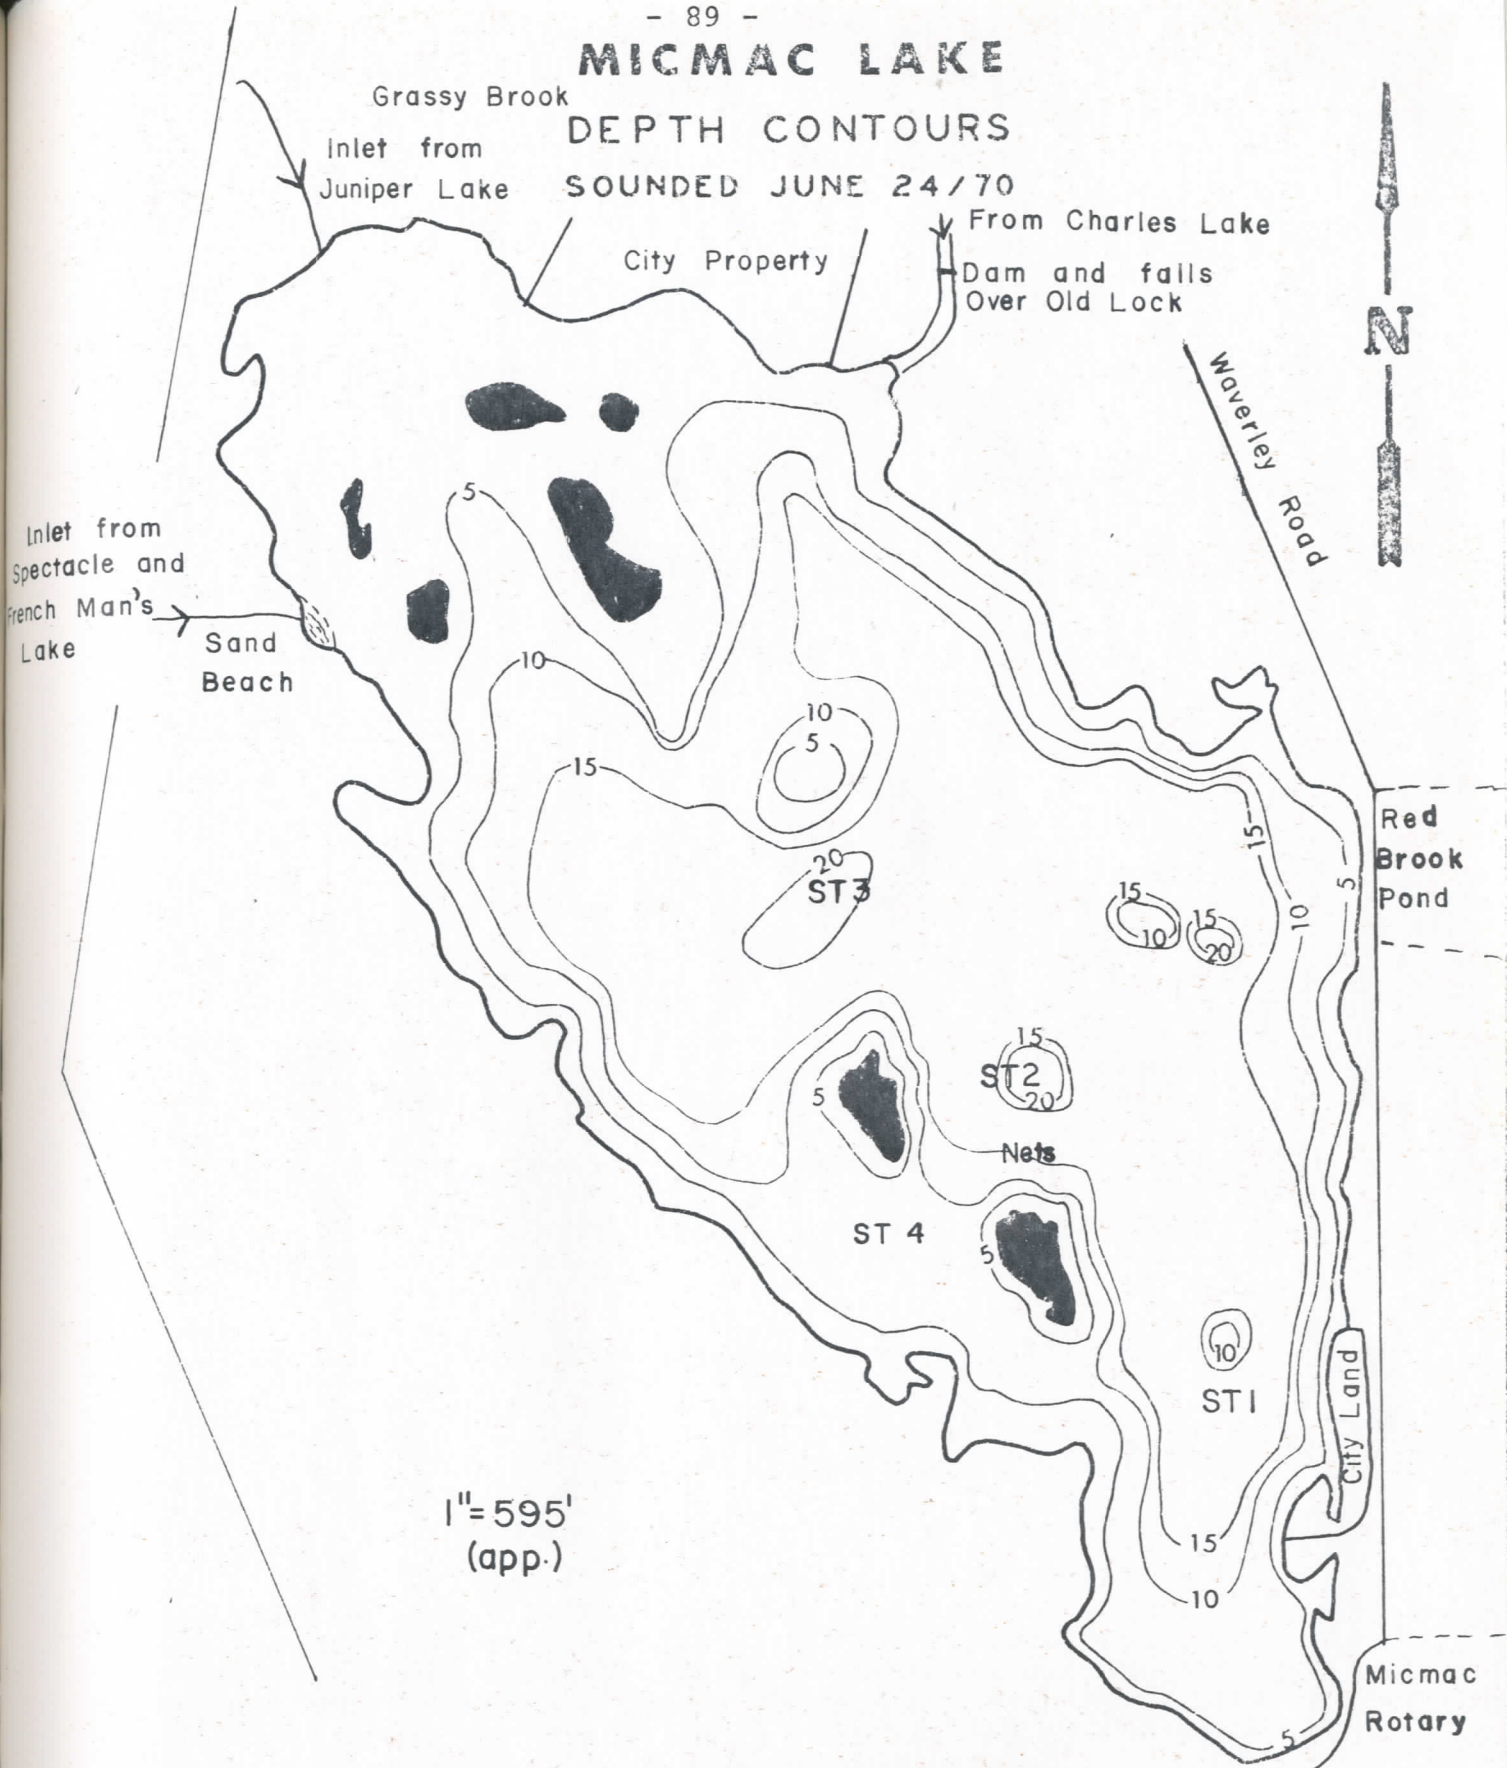 - 89 -
MICMAC LAKE
DEPTH CONTOURS
SOUNDED JUNE 24/70
Grassy Brook
Inlet from
Juniper Lake
City Property
From Charles Lake
Dam and falls
Over Old Lock
N
Waverley Road
Inlet from
Spectacle and
French Man's
Lake
Sand
Beach
5
10
15
10
5
20
ST3
15
10
15
20
15
10
5
Red
Brook
Pond
15
ST2
20
5
Nets
ST 4
5
10
ST1
City Land
1"=595'
(app.)
15
10
5
Micmac
Rotary